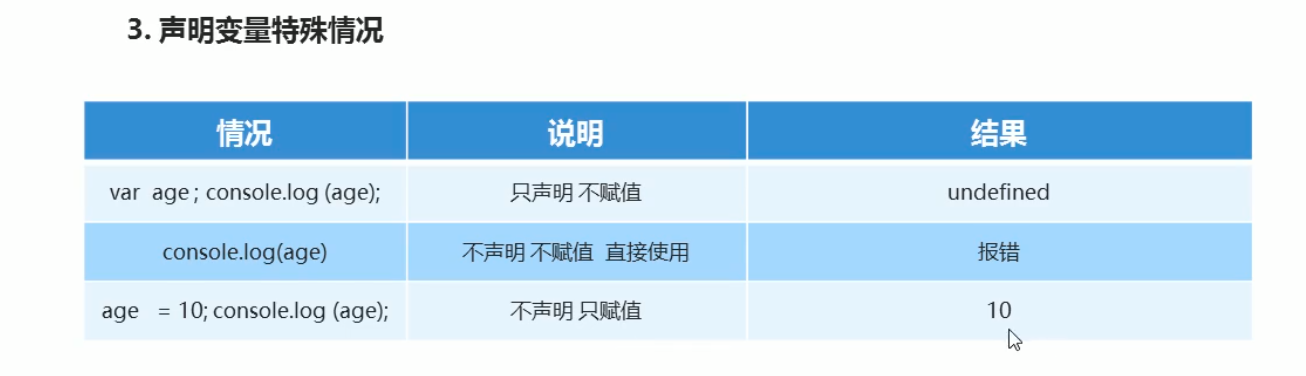 3. 声明变量特殊情况
情况 说明 结果
var age ; console.log (age); 只声明 不赋值 undefined
console.log(age) 不声明 不赋值 直接使用 报错
age = 10; console.log (age); 不声明 只赋值 10